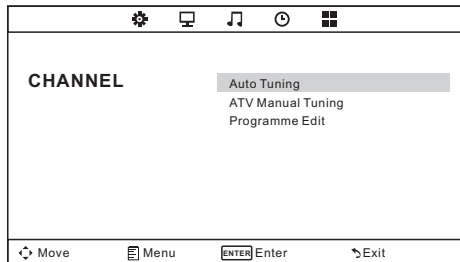 CHANNEL
Auto Tuning
ATV Manual Tuning
Programme Edit
Move Menu ENTER Enter Exit